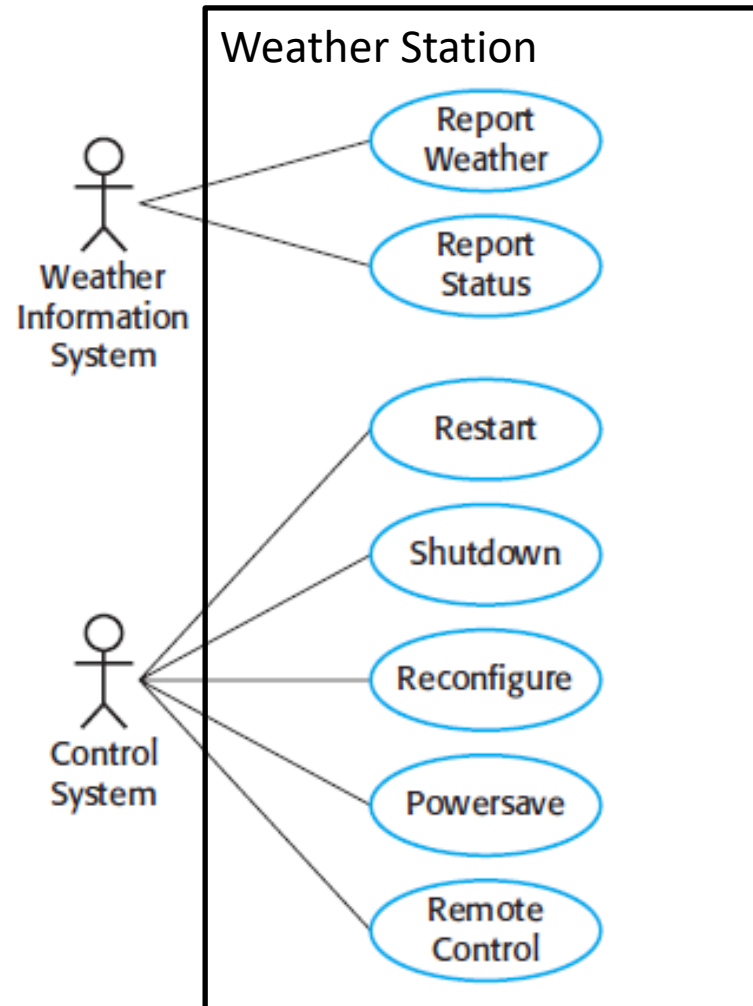 Weather Station
Report
Weather
Report
Status
Weather
Information
System
Restart
Shutdown
Reconfigure
Powersave
Remote
Control
Control
System